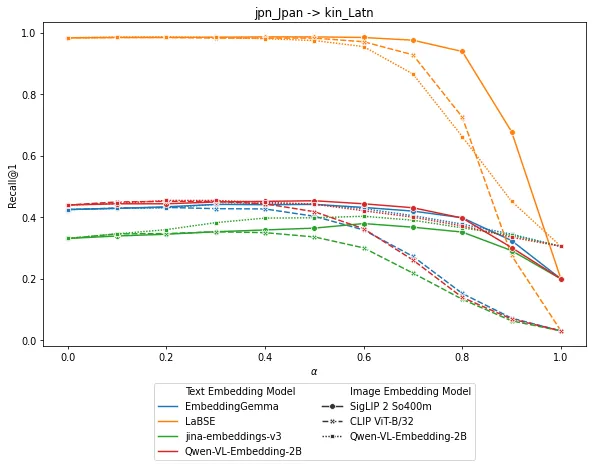 jpn_Jpan -> kin_Latn
Recall@1
1.0
0.8
0.6
0.4
0.2
0.0
0.0 0.2 0.4 0.6 0.8 1.0
α
Text Embedding Model
EmbeddingGemma
LaBSE
jina-embeddings-v3
Qwen-VL-Embedding-2B
Image Embedding Model
SigLIP 2 So400m
CLIP ViT-B/32
Qwen-VL-Embedding-2B